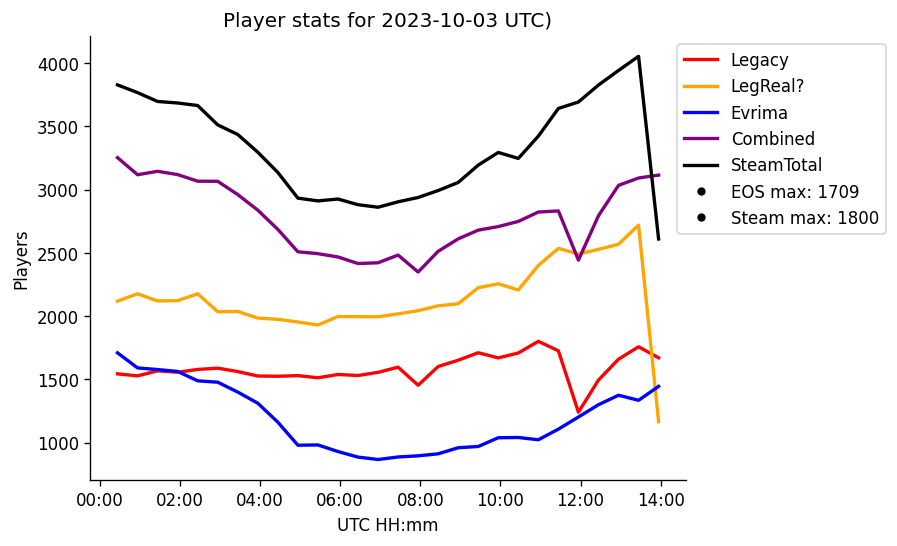 Player stats for 2023-10-03 UTC)
Players
4000
3500
3000
2500
2000
1500
1000
00:00 02:00 04:00 06:00 08:00 10:00 12:00 14:00
UTC HH:mm
Legacy
LegReal?
Evrima
Combined
SteamTotal
EOS max: 1709
Steam max: 1800